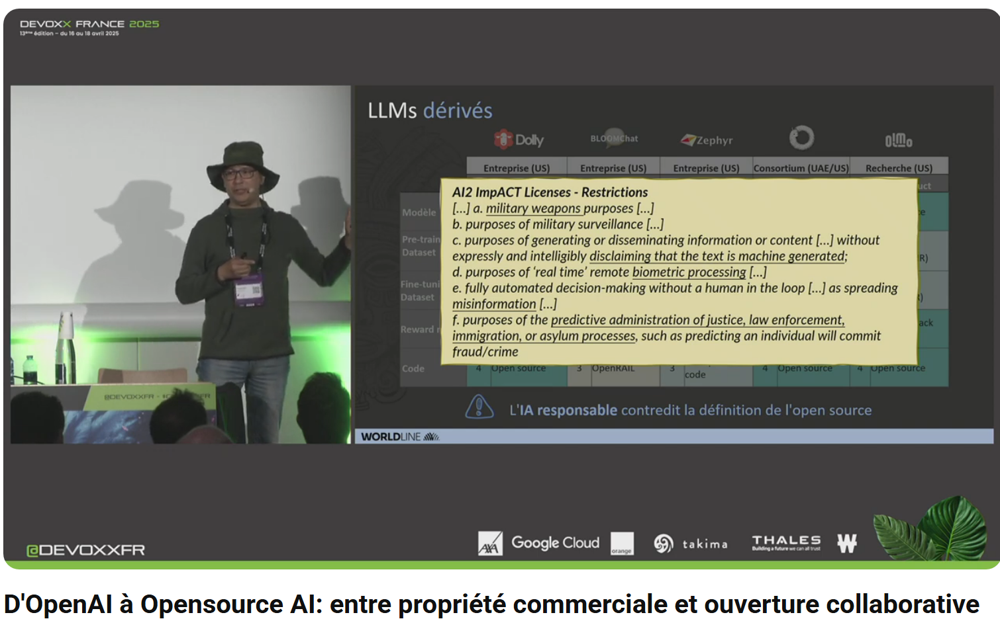 DEVOXX FRANCE 2025
13ème édition – du 16 au 18 avril 2025
LLMs dérivés
Dolly
BLOOMChat
Zephyr
OLMo
Entreprise (US)
Entreprise (US)
Entreprise (US)
Consortium (UAE/US)
Recherche (US)
Modèle
Pre-train
Dataset
Fine-tuni
Dataset
Reward
Code
AI2 ImpACT Licenses - Restrictions
[...] a. military weapons purposes [...]
b. purposes of military surveillance [...]
c. purposes of generating or disseminating information or content [...] without
expressly and intelligibly disclaiming that the text is machine generated;
d. purposes of ‘real time’ remote biometric processing [...]
e. fully automated decision-making without a human in the loop [...] as spreading
misinformation [...]
f. purposes of the predictive administration of justice, law enforcement,
immigration, or asylum processes, such as predicting an individual will commit
fraud/crime
4 Open source
3 OpenRAIL
3 code
4 Open source
4 Open source
L'IA responsable contredit la définition de l'open source
WORLDLINE
@DEVOXXFR
@DEVOXXFR
AXA
Google Cloud
orange
takima
THALES
Building a future we can all trust
W
D'OpenAI à Opensource AI: entre propriété commerciale et ouverture collaborative